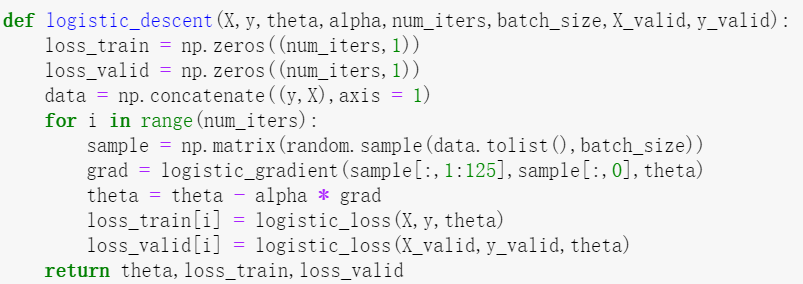 def logistic_descent(X,y,theta,alpha,num_iters,batch_size,X_valid,y_valid):
    loss_train = np.zeros((num_iters,1))
    loss_valid = np.zeros((num_iters,1))
    data = np.concatenate((y,X),axis = 1)
    for i in range(num_iters):
        sample = np.matrix(random.sample(data.tolist(),batch_size))
        grad = logistic_gradient(sample[:,1:125],sample[:,0],theta)
        theta = theta - alpha * grad
        loss_train[i] = logistic_loss(X,y,theta)
        loss_valid[i] = logistic_loss(X_valid,y_valid,theta)
    return theta,loss_train,loss_valid